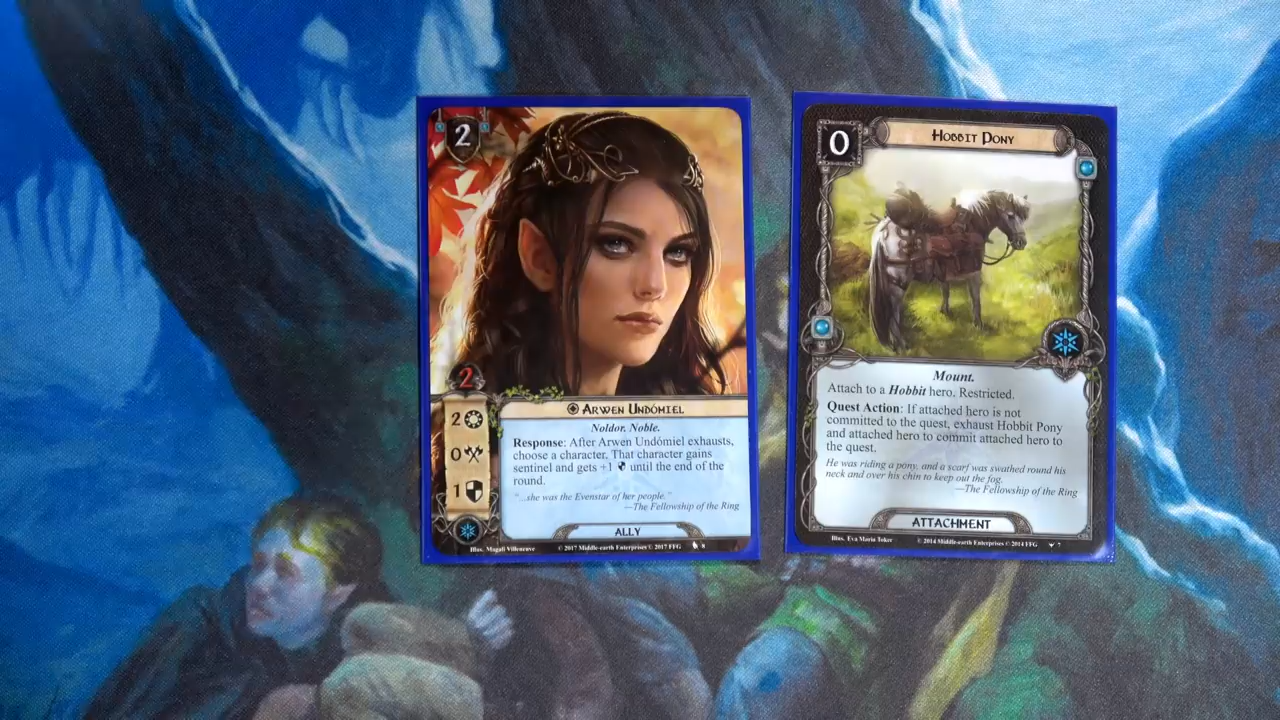 2
2
2
0
1
ARWEN UNDÓMIEL
Noldor. Noble.
Response: After Arwen Undómiel exhausts,
choose a character. That character gains
sentinel and gets +1 until the end of the
round.
"...she was the Evenstar of her people."
—The Fellowship of the Ring
ALLY
Illus. Magali Villeneuve © 2017 Middle-earth Enterprises © 2017 FFG 8
0
HOBBIT PONY
Mount.
Attach to a Hobbit hero. Restricted.
Quest Action: If attached hero is not
committed to the quest, exhaust Hobbit Pony
and attached hero to commit attached hero to
the quest.
He was riding a pony, and a scarf was swathed round his
neck and over his chin to keep out the fog.
—The Fellowship of the Ring
ATTACHMENT
Illus. Eva Maria Toker © 2014 Middle-earth Enterprises © 2014 FFG 7